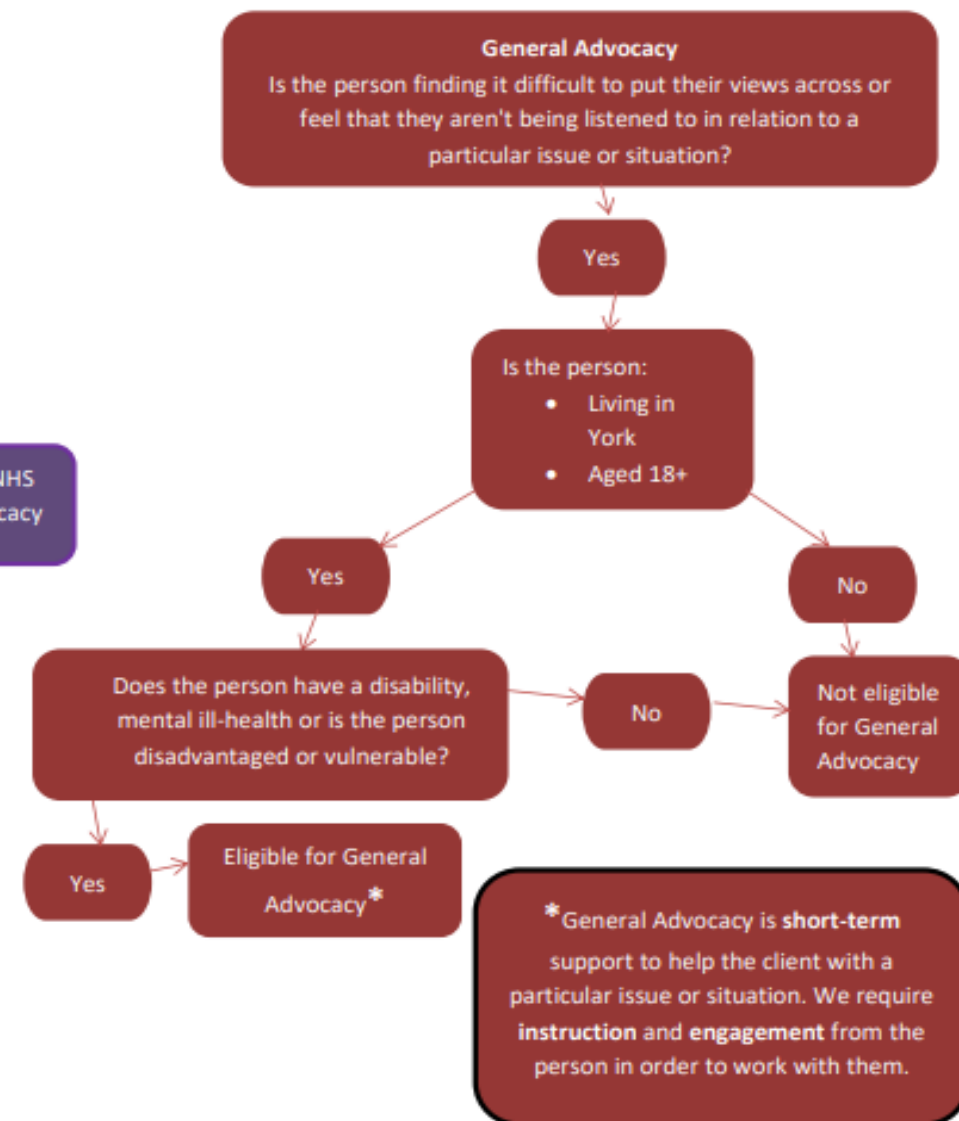 General Advocacy
Is the person finding it difficult to put their views across or
feel that they aren't being listened to in relation to a
particular issue or situation?
Yes
Is the person:
• Living in
York
• Aged 18+
NHS
Yes
No
Does the person have a disability,
mental ill-health or is the person
disadvantaged or vulnerable?
No
Not eligible
for General
Advocacy
Yes
Eligible for General
Advocacy*
*General Advocacy is short-term
support to help the client with a
particular issue or situation. We require
instruction and engagement from the
person in order to work with them.